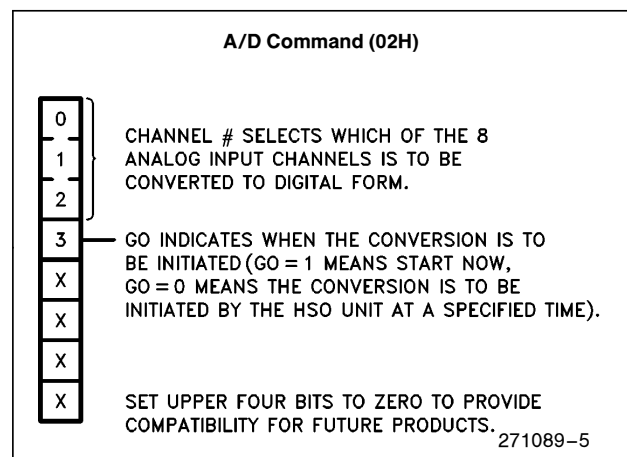 A/D Command (02H)
0
1
2
3
X
X
X
X
CHANNEL # SELECTS WHICH OF THE 8
ANALOG INPUT CHANNELS IS TO BE
CONVERTED TO DIGITAL FORM.
GO INDICATES WHEN THE CONVERSION IS TO
BE INITIATED (GO = 1 MEANS START NOW,
GO = 0 MEANS THE CONVERSION IS TO BE
INITIATED BY THE HSO UNIT AT A SPECIFIED TIME).
SET UPPER FOUR BITS TO ZERO TO PROVIDE
COMPATIBILITY FOR FUTURE PRODUCTS.
271089–5